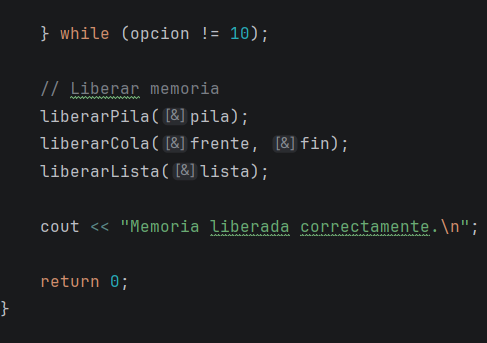 } while (opcion != 10);
// Liberar memoria
liberarPila([&]pila);
liberarCola([&]frente, [&]fin);
liberarLista([&]lista);
cout << "Memoria liberada correctamente.\n";
return 0;
}